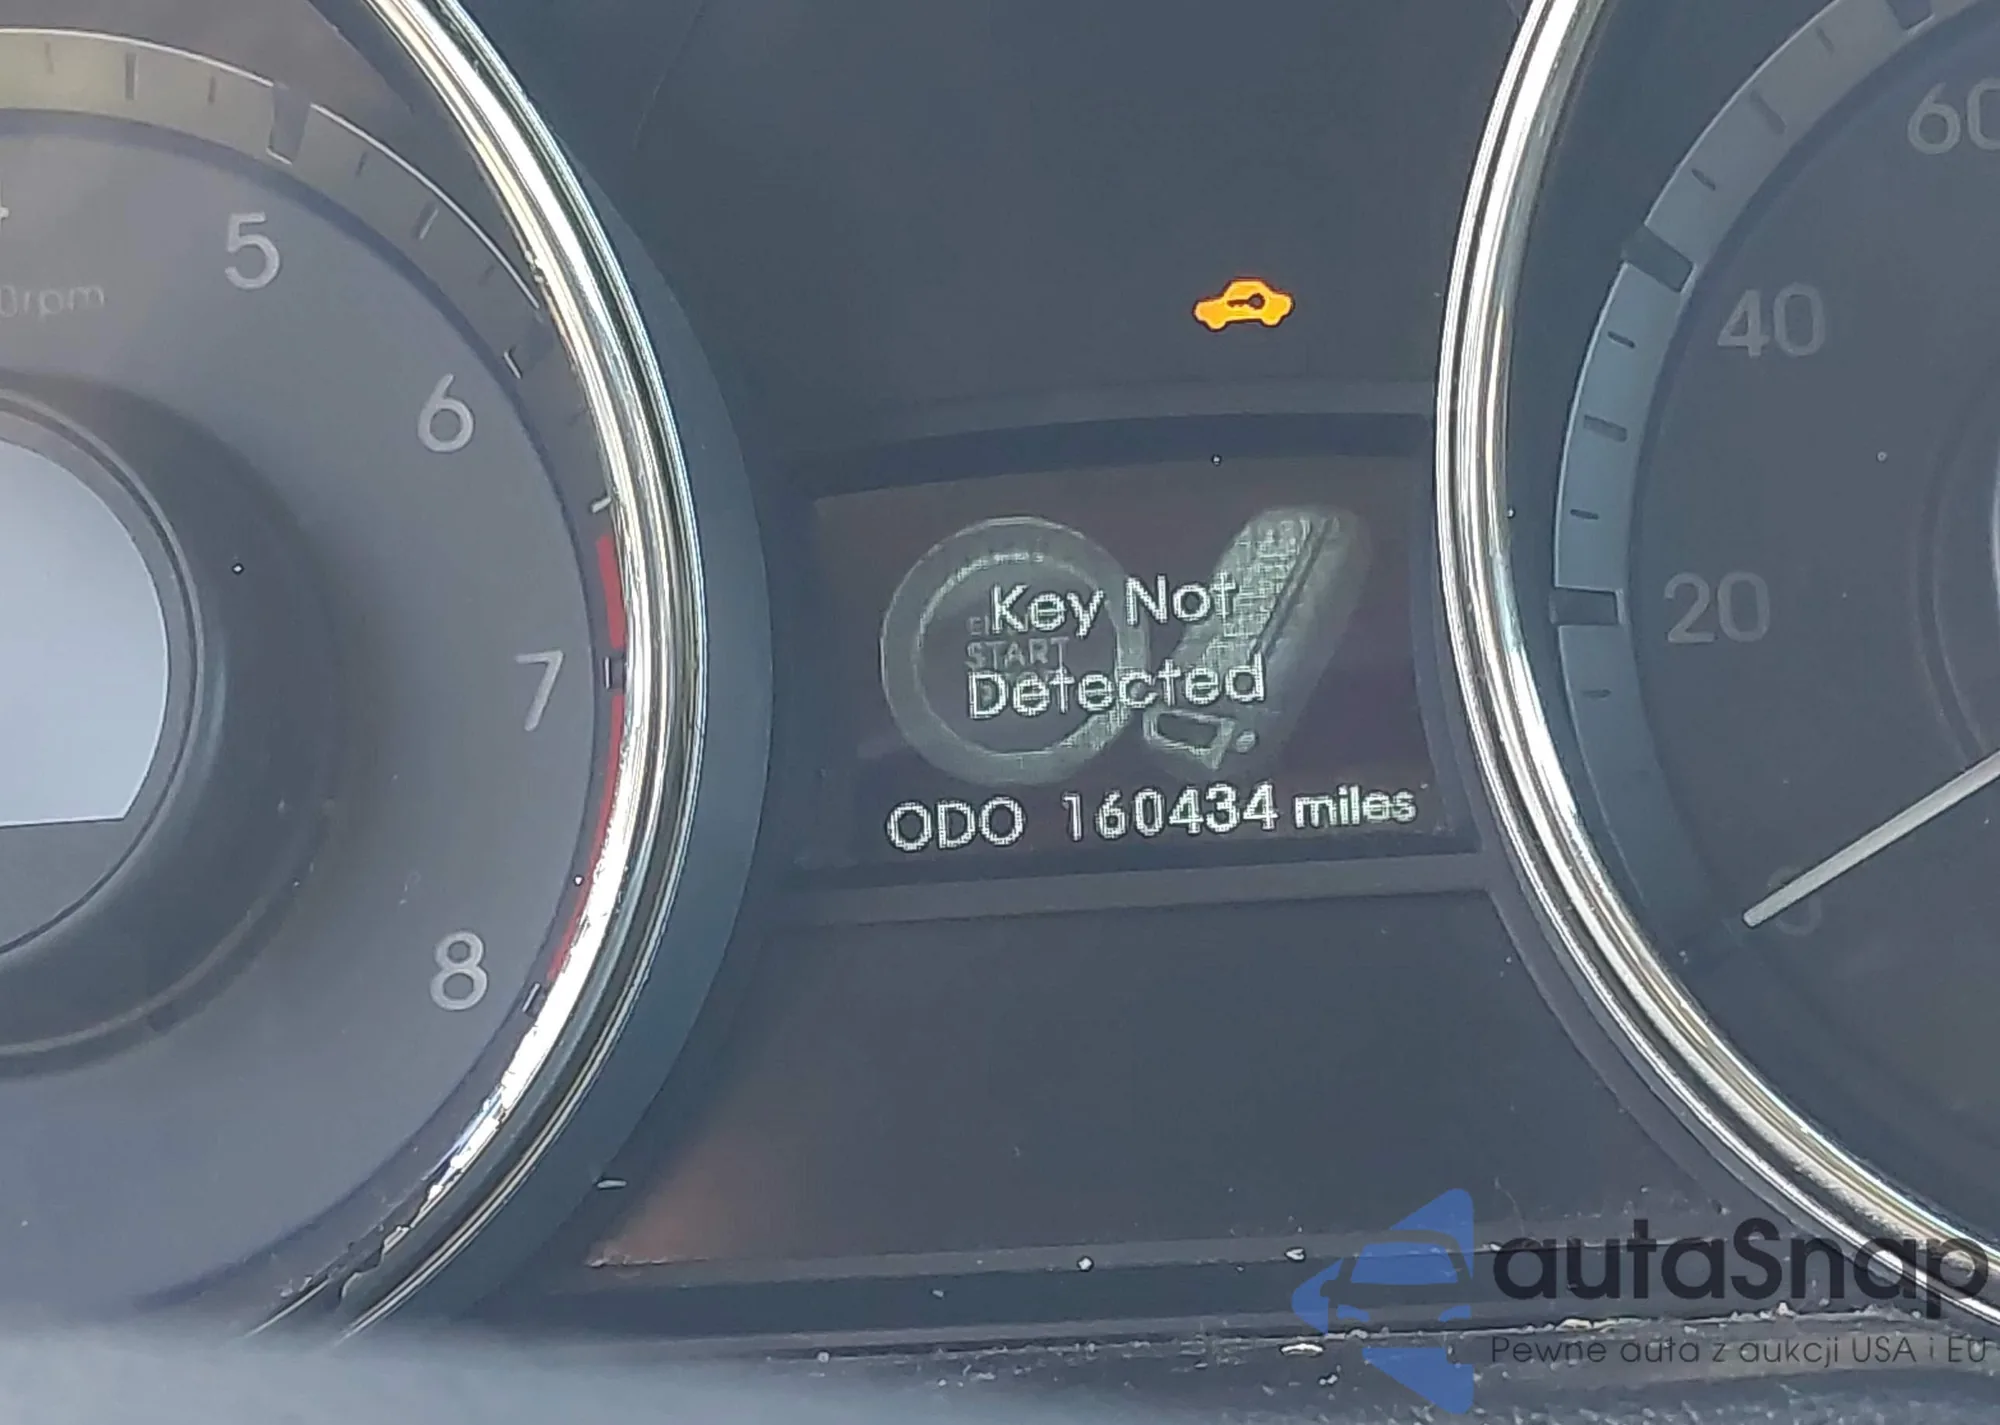 5
0rpm
6
7
8
60
40
20
0
Key Not
START
Detected
ODO 160434 miles
autaSnap
Pewne auta z aukcji USA i EU